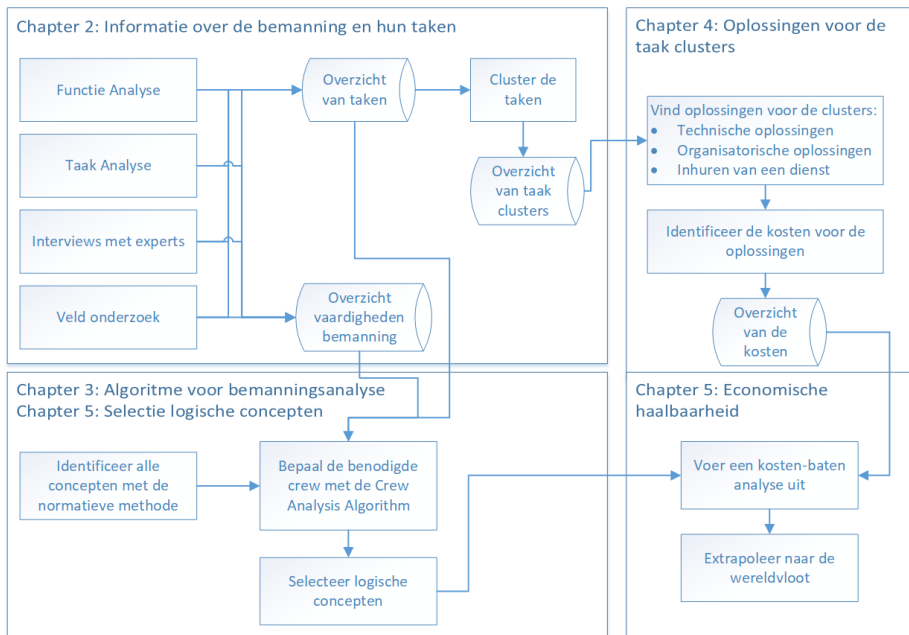 Chapter 2: Informatie over de bemanning en hun taken
Functie Analyse
Taak Analyse
Interviews met experts
Veld onderzoek
Overzicht
van taken
Cluster de
taken
Overzicht
van taak
clusters
Overzicht
vaardigheden
bemanning
Chapter 4: Oplossingen voor de
taak clusters
Vind oplossingen voor de clusters:
• Technische oplossingen
• Organisatorische oplossingen
• Inhuren van een dienst
Identificeer de kosten voor de
oplossingen
Overzicht
van de
kosten
Chapter 3: Algoritme voor bemanningsanalyse
Chapter 5: Selectie logische concepten
Identificeer alle
concepten met de
normatieve methode
Bepaal de benodigde
crew met de Crew
Analysis Algorithm
Selecteer logische
concepten
Chapter 5: Economische
haalbaarheid
Voer een kosten-baten
analyse uit
Extrapoleer naar de
wereldvloot